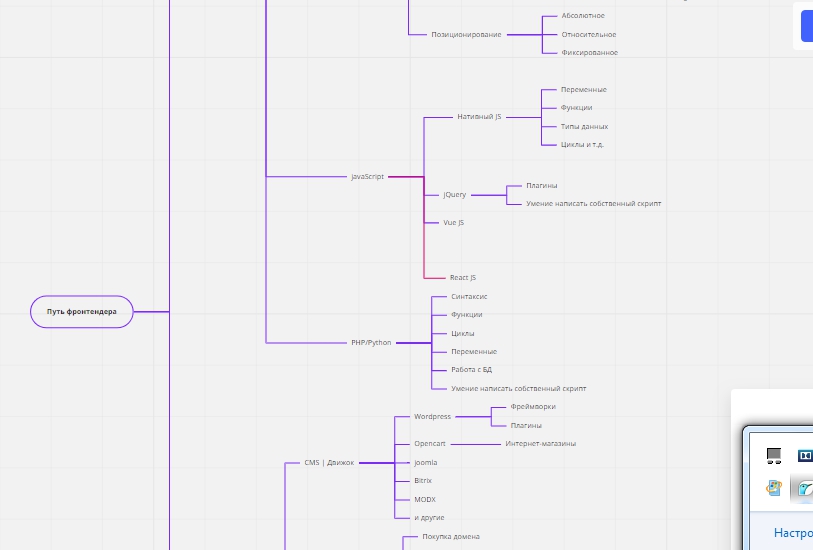 Абсолютное
Позиционирование
Относительное
Фиксированное
Переменные
Нативный JS
Функции
Типы данных
Циклы и т.д.
JavaScript
jQuery
Плагины
Умение написать собственный скрипт
Vue JS
React JS
Путь фронтендера
PHP/Python
Синтаксис
Функции
Циклы
Переменные
Работа с БД
Умение написать собственный скрипт
CMS | Движок
Wordpress
Фреймворки
Плагины
Opencart
Интернет-магазины
Joomla
Bitrix
MODX
и другие
Покупка домена
Настро